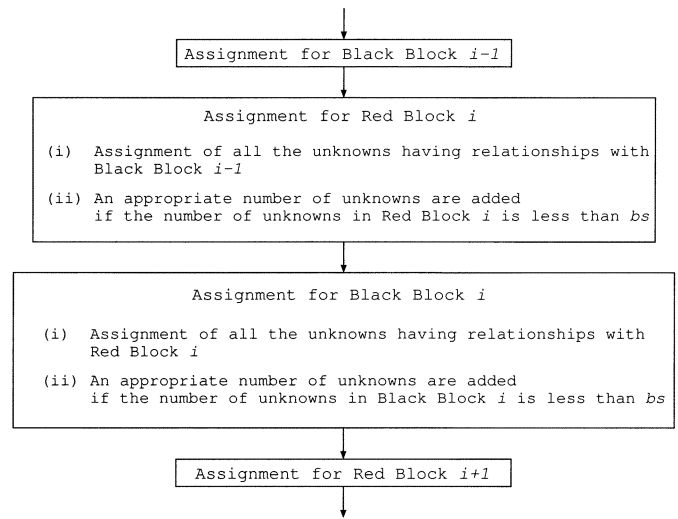 Assignment for Black Block i-1
Assignment for Red Block i
(i) Assignment of all the unknowns having relationships with
Black Block i-1
(ii) An appropriate number of unknowns are added
if the number of unknowns in Red Block i is less than bs
Assignment for Black Block i
(i) Assignment of all the unknowns having relationships with
Red Block i
(ii) An appropriate number of unknowns are added
if the number of unknowns in Black Block i is less than bs
Assignment for Red Block i+1